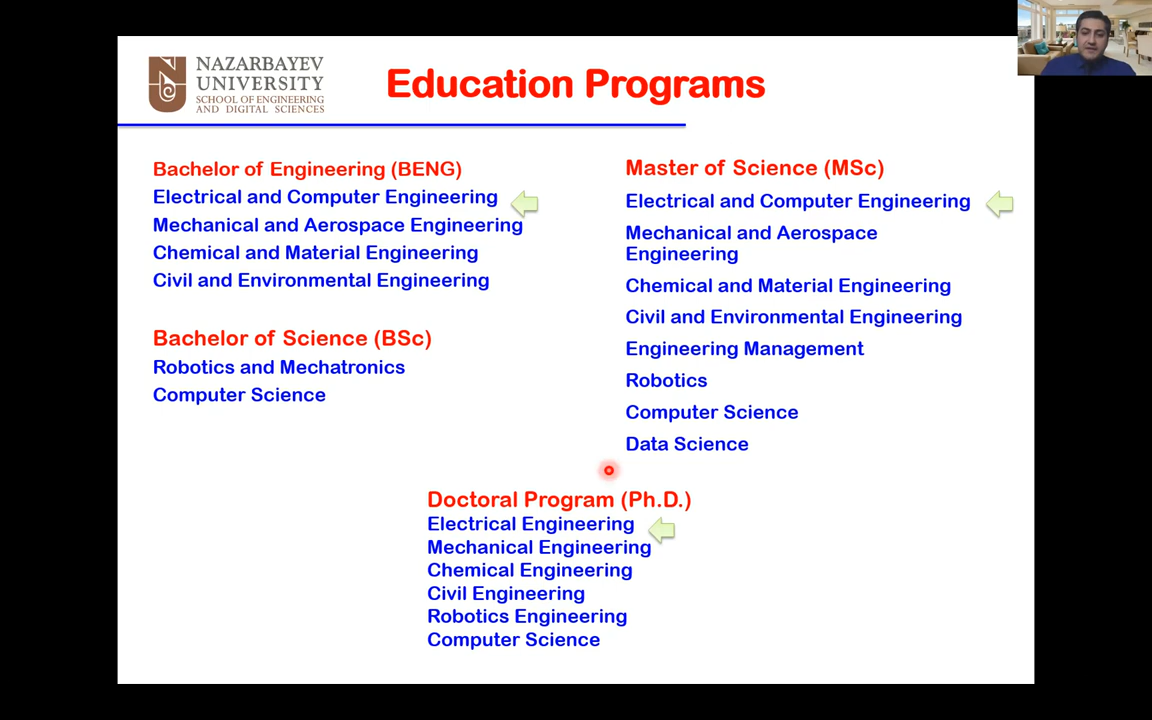 NAZARBAYEV
UNIVERSITY
SCHOOL OF ENGINEERING
AND DIGITAL SCIENCES
Education Programs
Bachelor of Engineering (BENG)
Electrical and Computer Engineering
Mechanical and Aerospace Engineering
Chemical and Material Engineering
Civil and Environmental Engineering
Bachelor of Science (BSc)
Robotics and Mechatronics
Computer Science
Master of Science (MSc)
Electrical and Computer Engineering
Mechanical and Aerospace
Engineering
Chemical and Material Engineering
Civil and Environmental Engineering
Engineering Management
Robotics
Computer Science
Data Science
Doctoral Program (Ph.D.)
Electrical Engineering
Mechanical Engineering
Chemical Engineering
Civil Engineering
Robotics Engineering
Computer Science